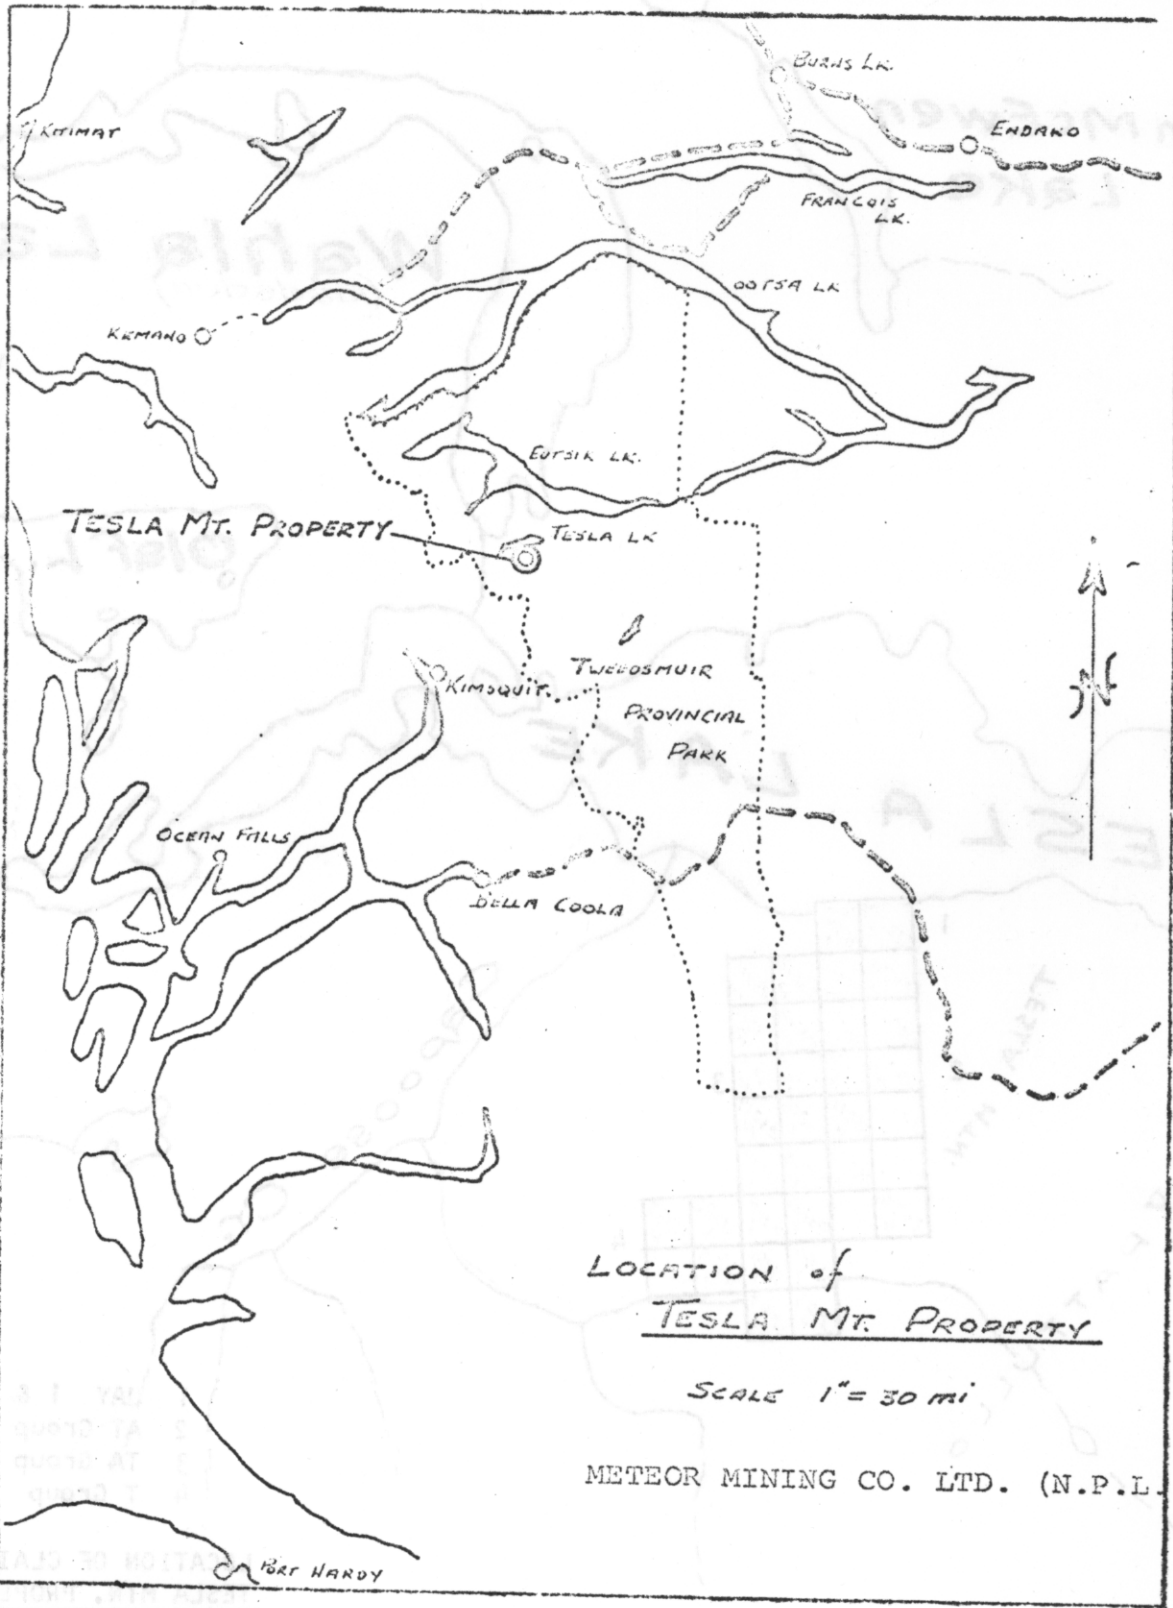 BURNS LK.
KITIMAT
ENDAKO
FRANCOIS
LK.
OOTSA LK
KEMANO
EUTSIK LK.
TESLA MT. PROPERTY
TESLA LK
N
TWEEDSMUIR
KIMSQUIT
PROVINCIAL
PARK
OCEAN FALLS
BELLA COOLA
LOCATION of
TESLA MT. PROPERTY
SCALE 1" = 30 mi
METEOR MINING CO. LTD. (N.P.L.
PORT HARDY